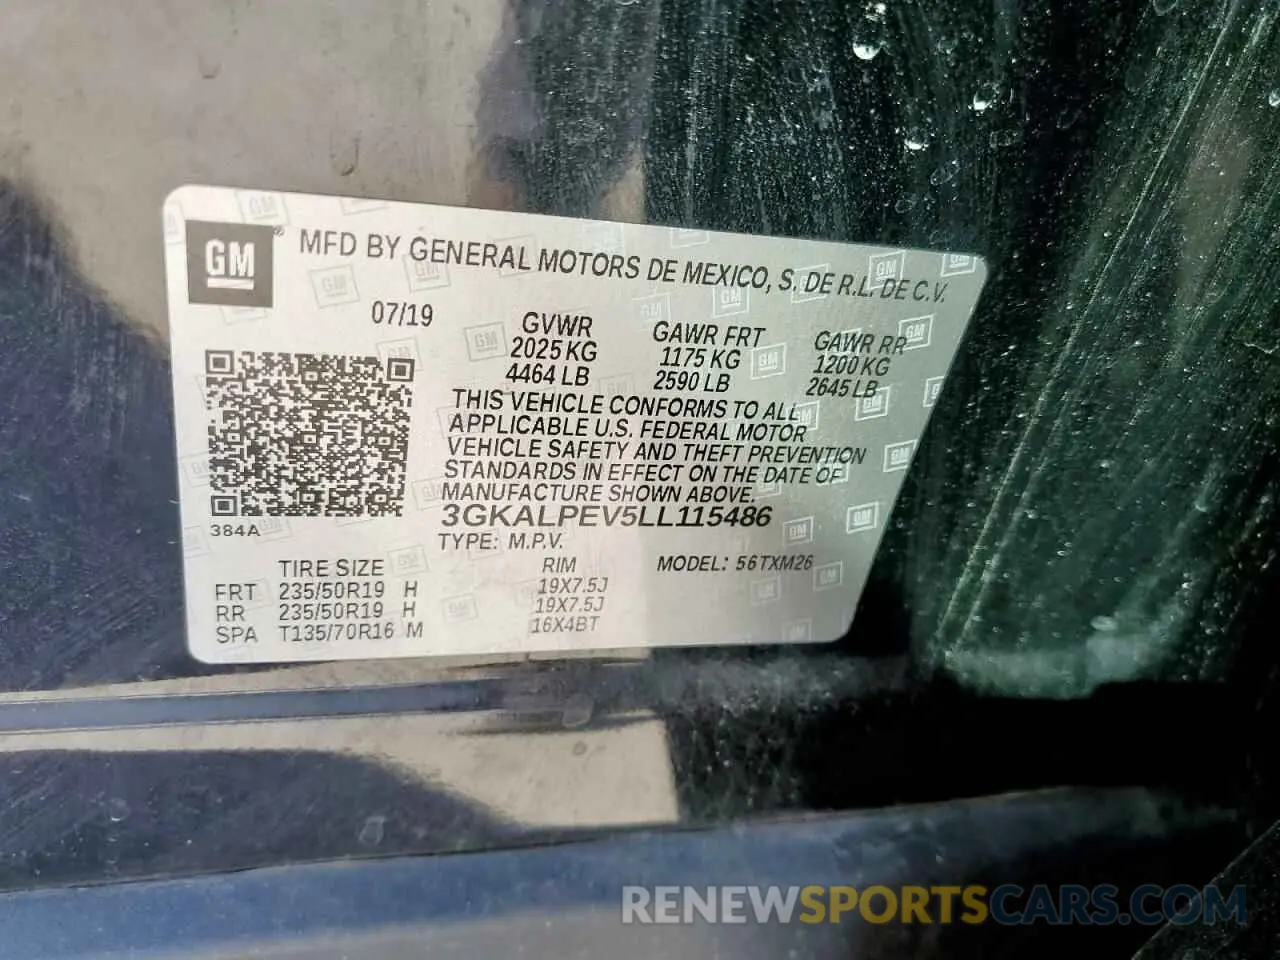 GM® MFD BY GENERAL MOTORS DE MEXICO, S. DE R.L. DE C.V.
07/19
GVWR GAWR FRT GAWR RR
2025 KG 1175 KG 1200 KG
4464 LB 2590 LB 2645 LB
THIS VEHICLE CONFORMS TO ALL
APPLICABLE U.S. FEDERAL MOTOR
VEHICLE SAFETY AND THEFT PREVENTION
STANDARDS IN EFFECT ON THE DATE OF
MANUFACTURE SHOWN ABOVE.
3GKALPEV5LL115486
384A
TYPE: M.P.V.
TIRE SIZE RIM MODEL: 56TXM26
FRT 235/50R19 H 19X7.5J
RR 235/50R19 H 19X7.5J
SPA T135/70R16 M 16X4BT
RENEWSPORTSCARS.COM